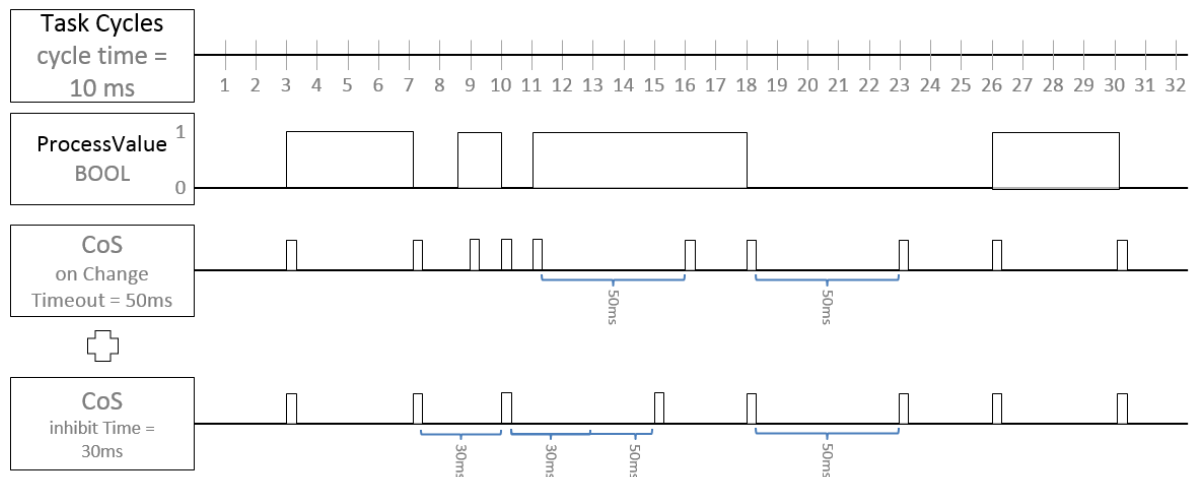 Task Cycles
cycle time =
10 ms
1 2 3 4 5 6 7 8 9 10 11 12 13 14 15 16 17 18 19 20 21 22 23 24 25 26 27 28 29 30 31 32
ProcessValue 1
BOOL
0
CoS
on Change
Timeout = 50ms
50ms
50ms
CoS
inhibit Time =
30ms
30ms
30ms
50ms
50ms